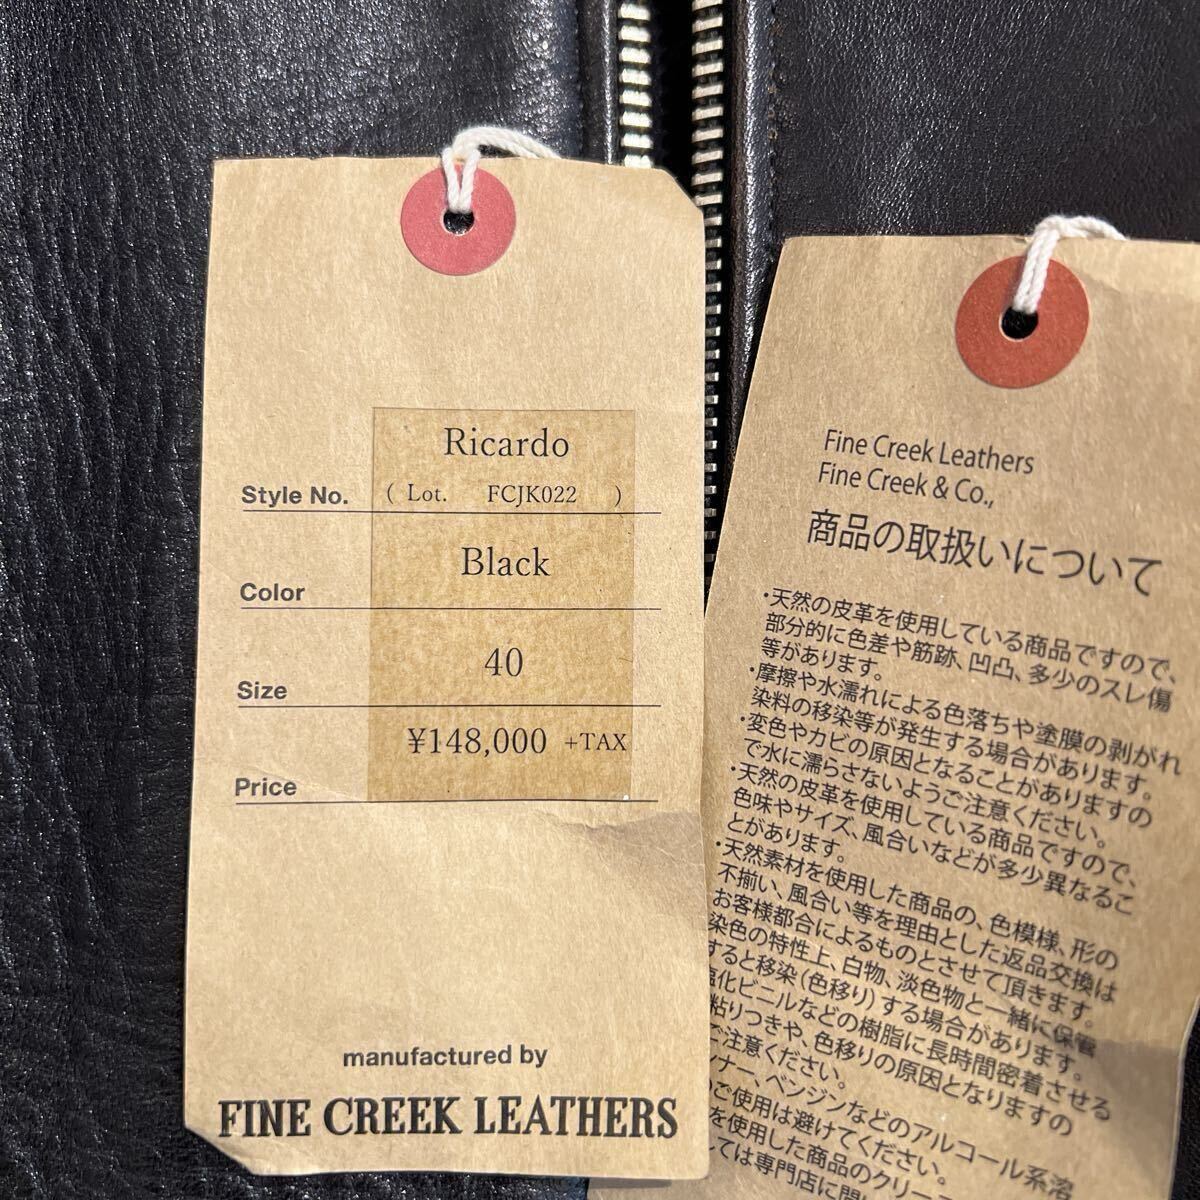 Ricardo
Style No. ( Lot. FCJK022 )
Color Black
Size 40
Price ¥148,000 +TAX
manufactured by
FINE CREEK LEATHERS
Fine Creek Leathers
Fine Creek & Co.,
商品の取扱いについて
・天然の皮革を使用している商品ですので、
部分的に色差や筋跡、凹凸、多少のスレ傷
等があります。
・摩擦や水濡れによる色落ちや塗膜の剥がれ
染料の移染等が発生する場合があります。
・変色やカビの原因となることがありますの
で水に濡らさないようご注意ください。
・天然の皮革を使用している商品ですので、
色味やサイズ、風合いなどが多少異なるこ
とがあります。
・天然素材を使用した商品の、色模様、形の
不揃い、風合い等を理由とした返品交換は
お客様都合によるものとさせて頂きます。
染色の特性上、白物、淡色物と一緒に保管
すると移染(色移り)する場合があります。
塩化ビニルなどの樹脂に長時間密着させる
粘りつきや、色移りの原因となりますの
ご注意ください。
ナー、ベンジンなどのアルコール系溶
ご使用は避けてください。
を使用した商品のクリー
ては専門店に問い